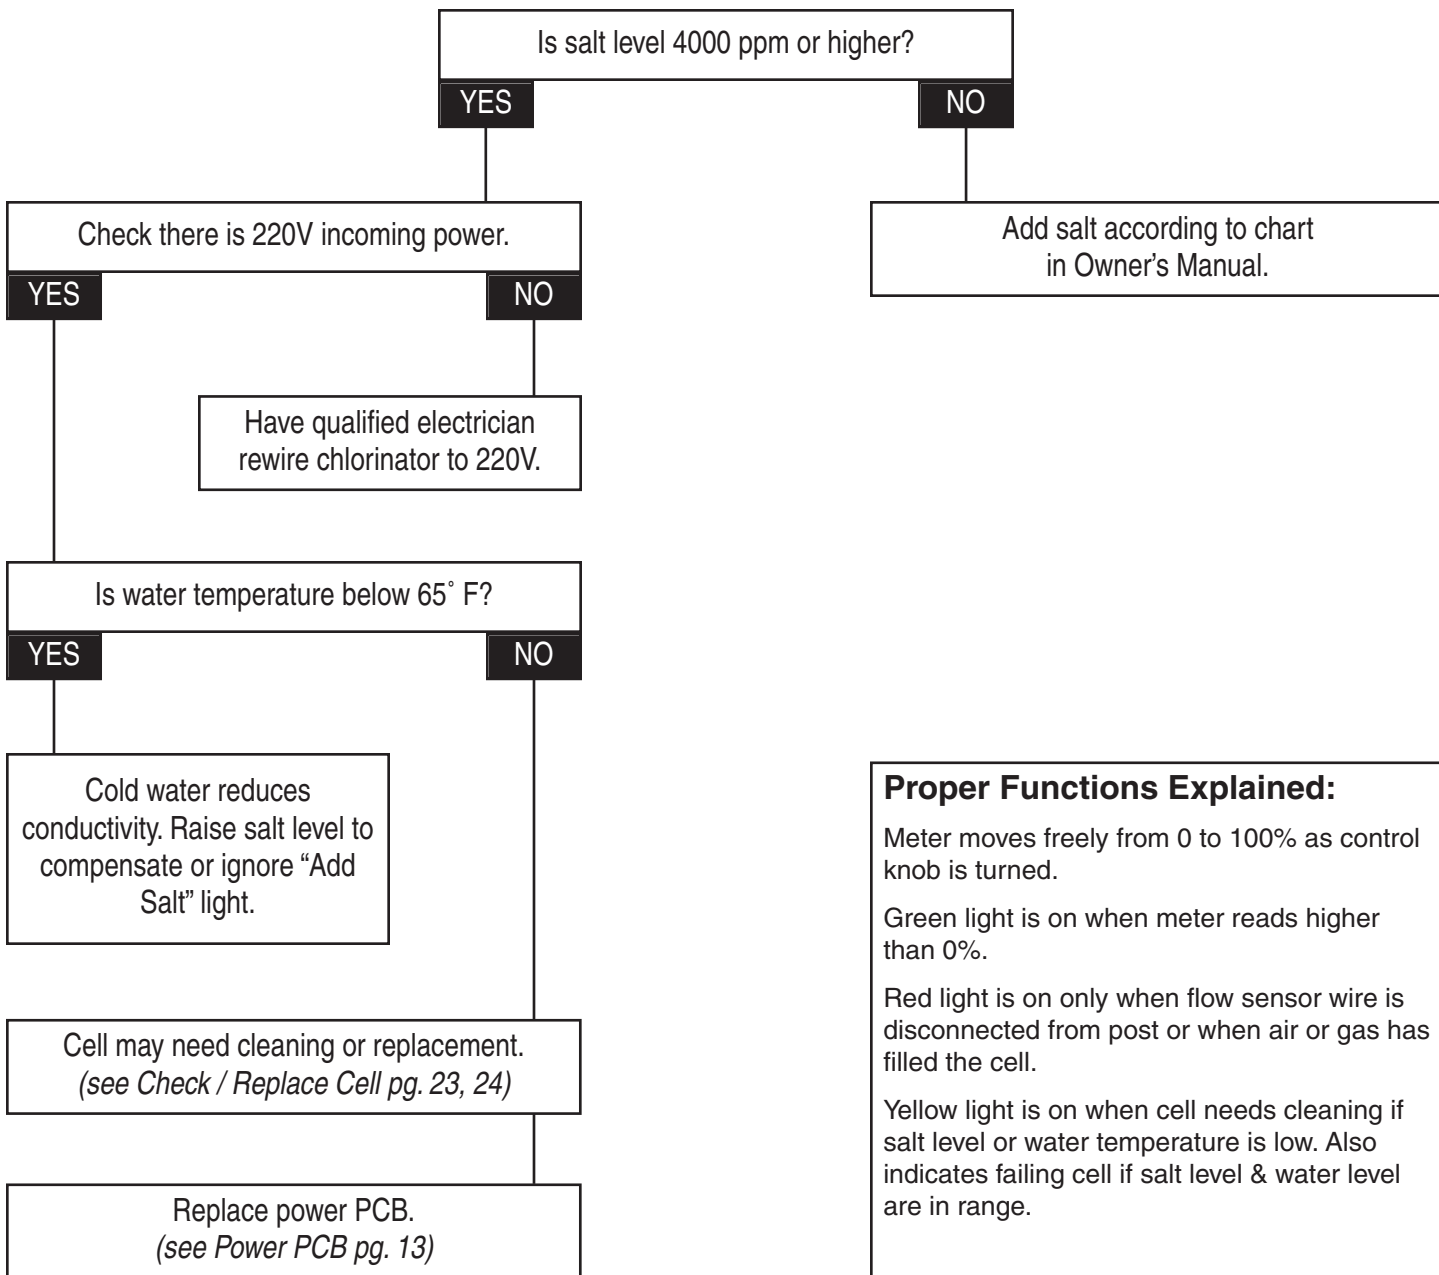 Is salt level 4000 ppm or higher?
YES
NO
Check there is 220V incoming power.
YES
NO
Add salt according to chart
in Owner’s Manual.
Have qualified electrician
rewire chlorinator to 220V.
Is water temperature below 65˚ F?
YES
NO
Cold water reduces
conductivity. Raise salt level to
compensate or ignore “Add
Salt” light.
Cell may need cleaning or replacement.
(see Check / Replace Cell pg. 23, 24)
Replace power PCB.
(see Power PCB pg. 13)
Proper Functions Explained:
Meter moves freely from 0 to 100% as control
knob is turned.
Green light is on when meter reads higher
than 0%.
Red light is on only when flow sensor wire is
disconnected from post or when air or gas has
filled the cell.
Yellow light is on when cell needs cleaning if
salt level or water temperature is low. Also
indicates failing cell if salt level & water level
are in range.